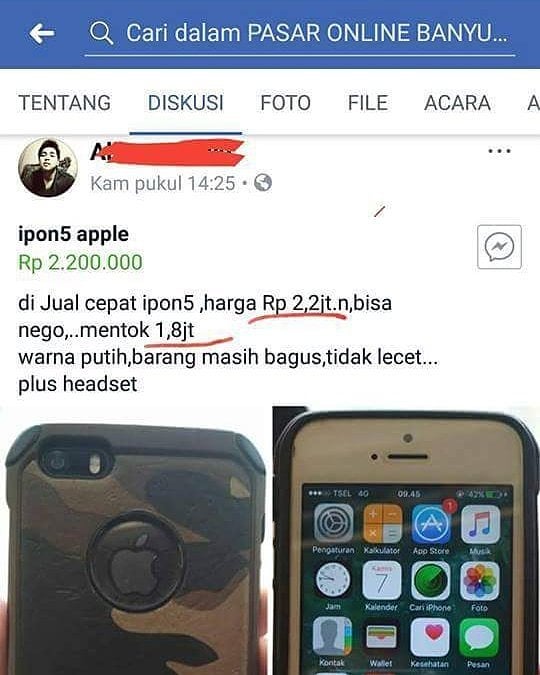 Cari dalam PASAR ONLINE BANYU...
TENTANG DISKUSI FOTO FILE ACARA A
Kam pukul 14:25
ipon5 apple
Rp 2.200.000
di Jual cepat ipon5 ,harga Rp 2,2jt.n,bisa
nego,..mentok 1,8jt
warna putih,barang masih bagus,tidak lecet...
plus headset
TSEL 4G 09.45 42%
1
Pengaturan Kalkulator App Store Musik
Kamis
7
Jam Kalender Cari iPhone Foto
Kontak Wallet Kesehatan Pesan